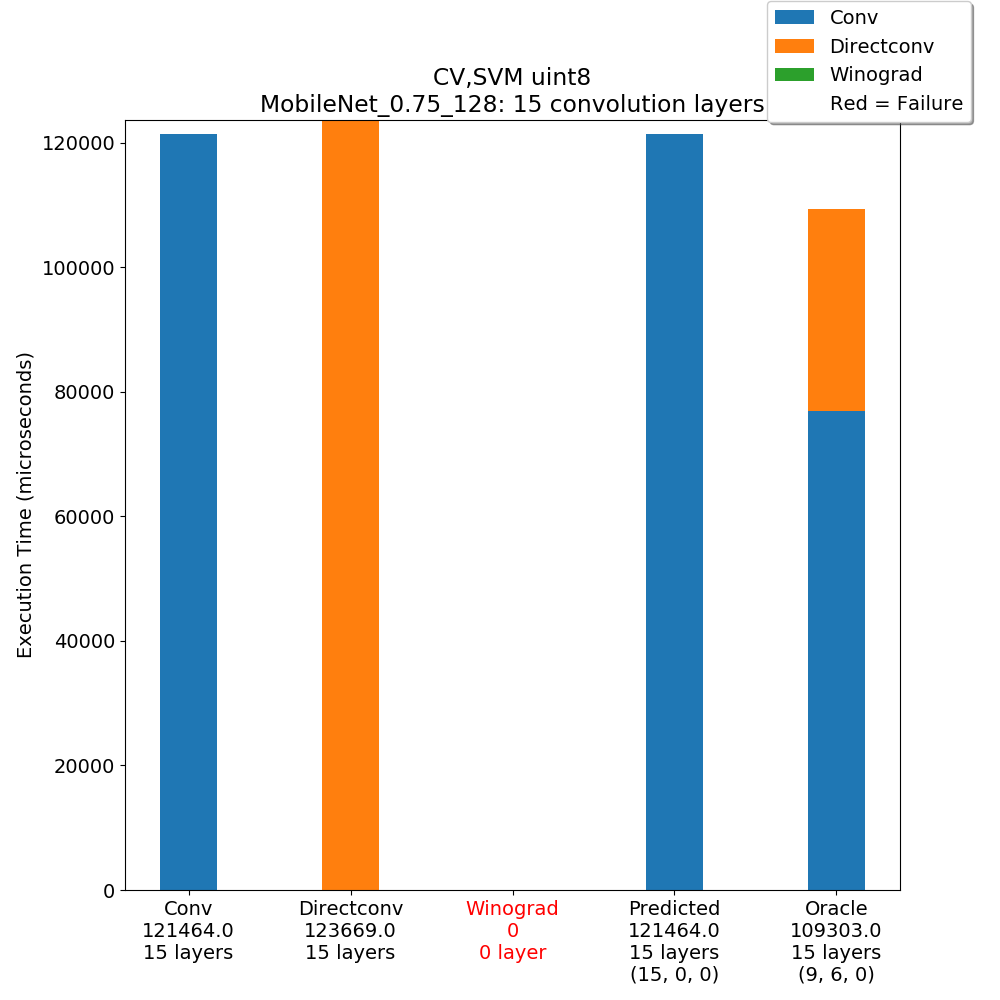 Conv
Directconv
Winograd
Red = Failure
CV,SVM uint8
MobileNet_0.75_128: 15 convolution layers
Execution Time (microseconds)
120000
100000
80000
60000
40000
20000
0
Conv
121464.0
15 layers
Directconv
123669.0
15 layers
Winograd
0
0 layer
Predicted
121464.0
15 layers
(15, 0, 0)
Oracle
109303.0
15 layers
(9, 6, 0)